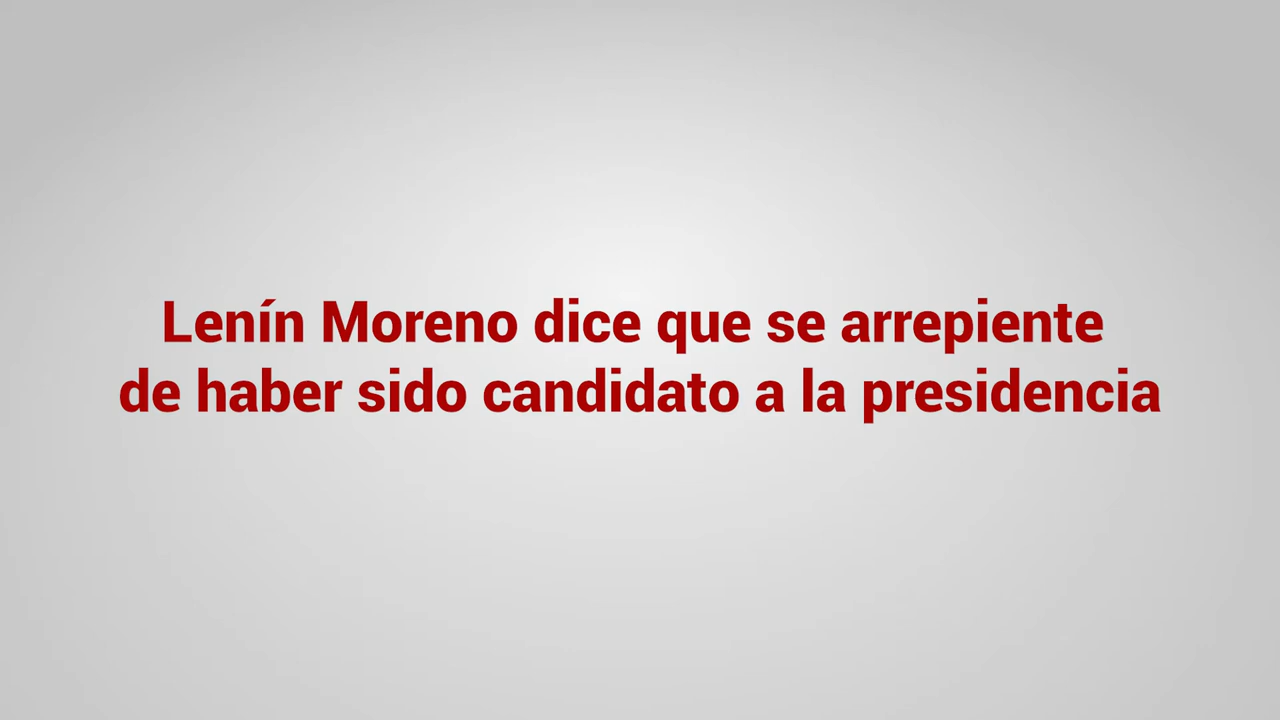 Lenín Moreno dice que se arrepiente
de haber sido candidato a la presidencia